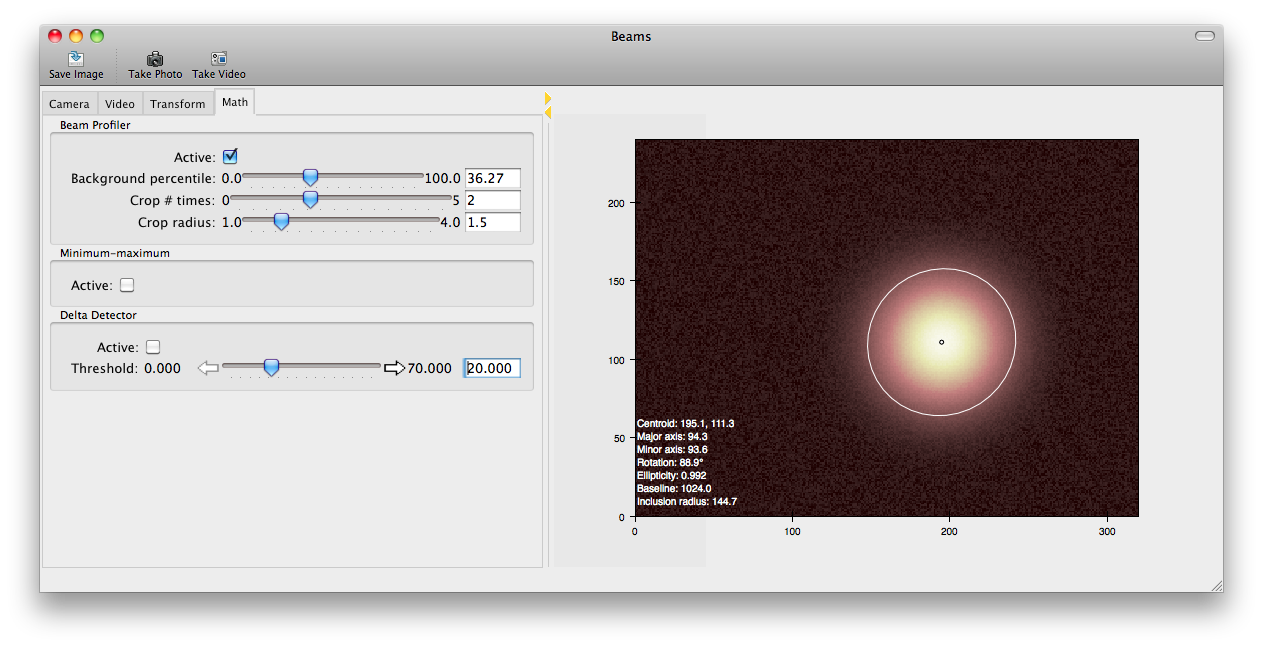 Beams
Save Image Take Photo Take Video
Camera Video Transform Math
Beam Profiler
Active:
Background percentile: 0.0 100.0 36.27
Crop # times: 0 5 2
Crop radius: 1.0 4.0 1.5
Minimum-maximum
Active:
Delta Detector
Active:
Threshold: 0.000 70.000 20.000
200
150
100
50
0
Centroid: 195.1, 111.3
Major axis: 94.3
Minor axis: 93.6
Rotation: 88.9°
Ellipticity: 0.992
Baseline: 1024.0
Inclusion radius: 144.7
0 100 200 300